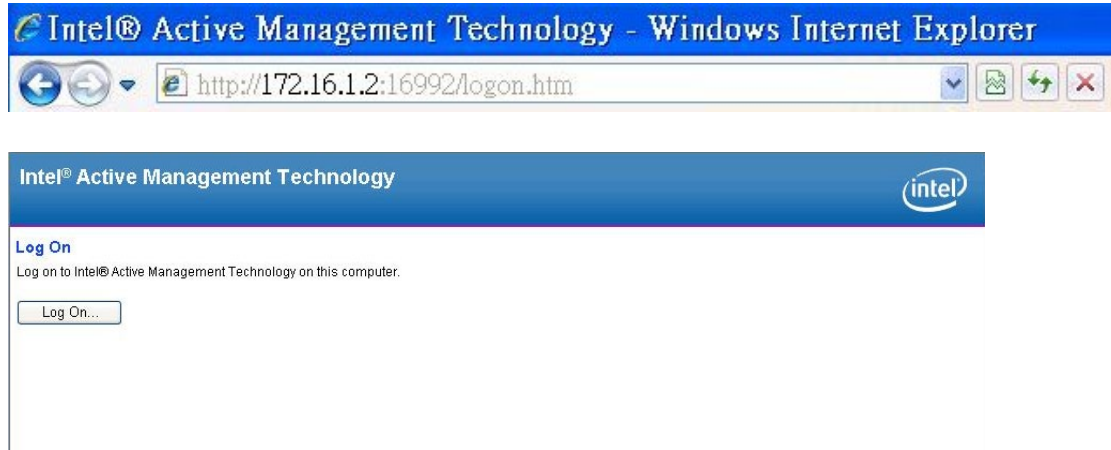 Intel® Active Management Technology - Windows Internet Explorer
http://172.16.1.2:16992/logon.htm
Intel® Active Management Technology
intel
Log On
Log on to Intel® Active Management Technology on this computer.
Log On...